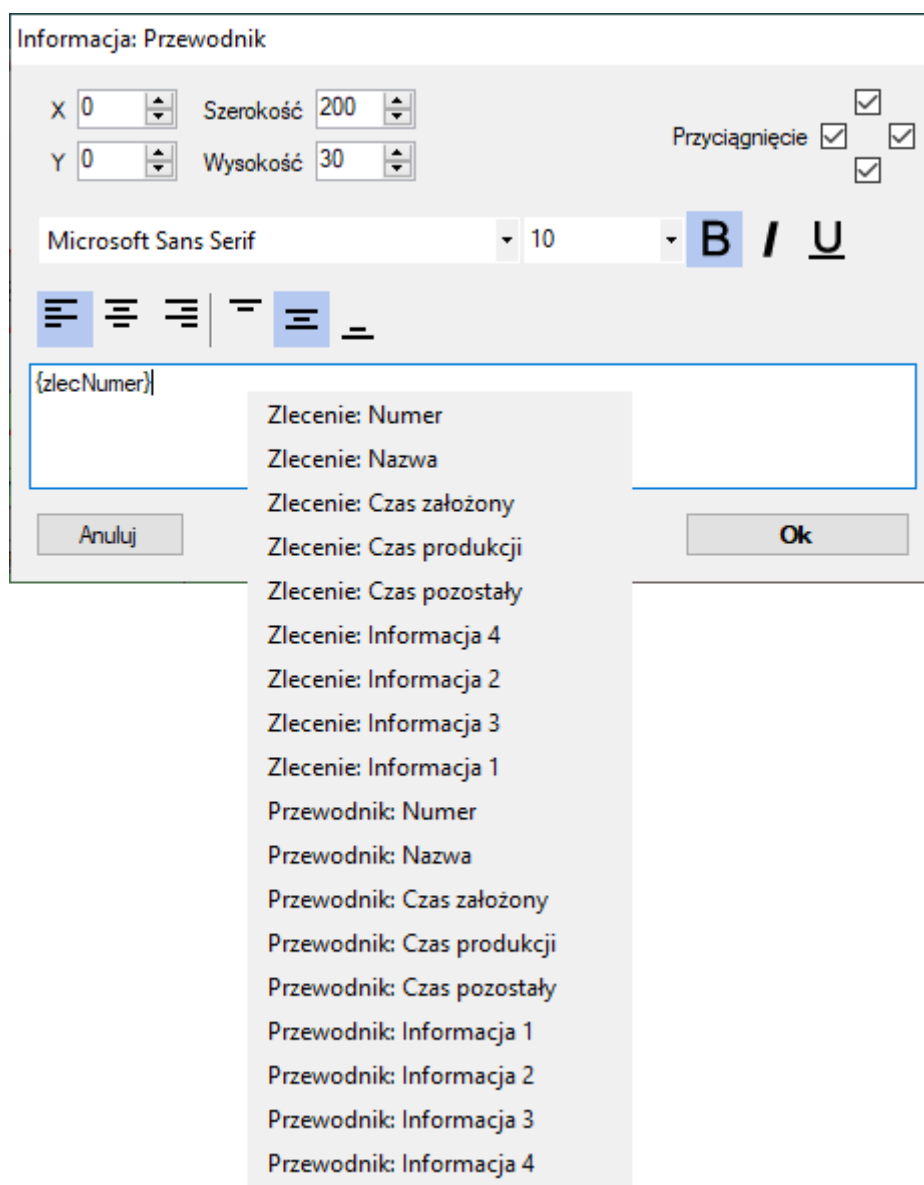 Informacja: Przewodnik
X 0 Szerokość 200
Przyciągnięcie
Y 0 Wysokość 30
Microsoft Sans Serif 10 B I U
{zlecNumer}
Zlecenie: Numer
Zlecenie: Nazwa
Zlecenie: Czas założony
Anuluj Ok
Zlecenie: Czas produkcji
Zlecenie: Czas pozostały
Zlecenie: Informacja 4
Zlecenie: Informacja 2
Zlecenie: Informacja 3
Zlecenie: Informacja 1
Przewodnik: Numer
Przewodnik: Nazwa
Przewodnik: Czas założony
Przewodnik: Czas produkcji
Przewodnik: Czas pozostały
Przewodnik: Informacja 1
Przewodnik: Informacja 2
Przewodnik: Informacja 3
Przewodnik: Informacja 4